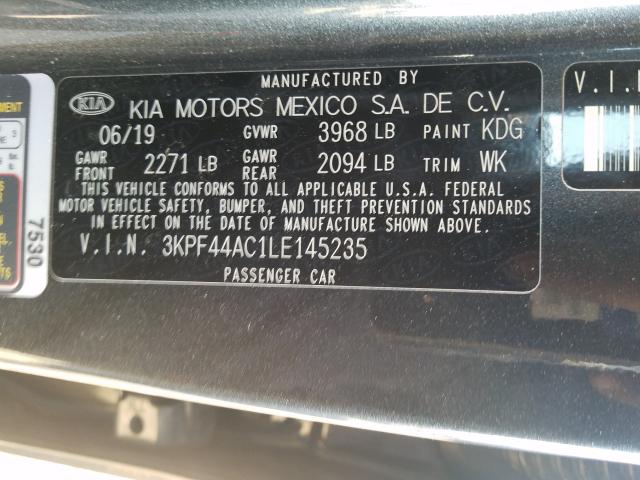 MANUFACTURED BY
KIA KIA MOTORS MEXICO S.A. DE C.V.
06/19 GVWR 3968 LB PAINT KDG
GAWR FRONT 2271 LB GAWR REAR 2094 LB TRIM WK
THIS VEHICLE CONFORMS TO ALL APPLICABLE U.S.A. FEDERAL
MOTOR VEHICLE SAFETY, BUMPER, AND THEFT PREVENTION STANDARDS
IN EFFECT ON THE DATE OF MANUFACTURE SHOWN ABOVE.
V.I.N. 3KPF44AC1LE145235
PASSENGER CAR
7530
V.I.N